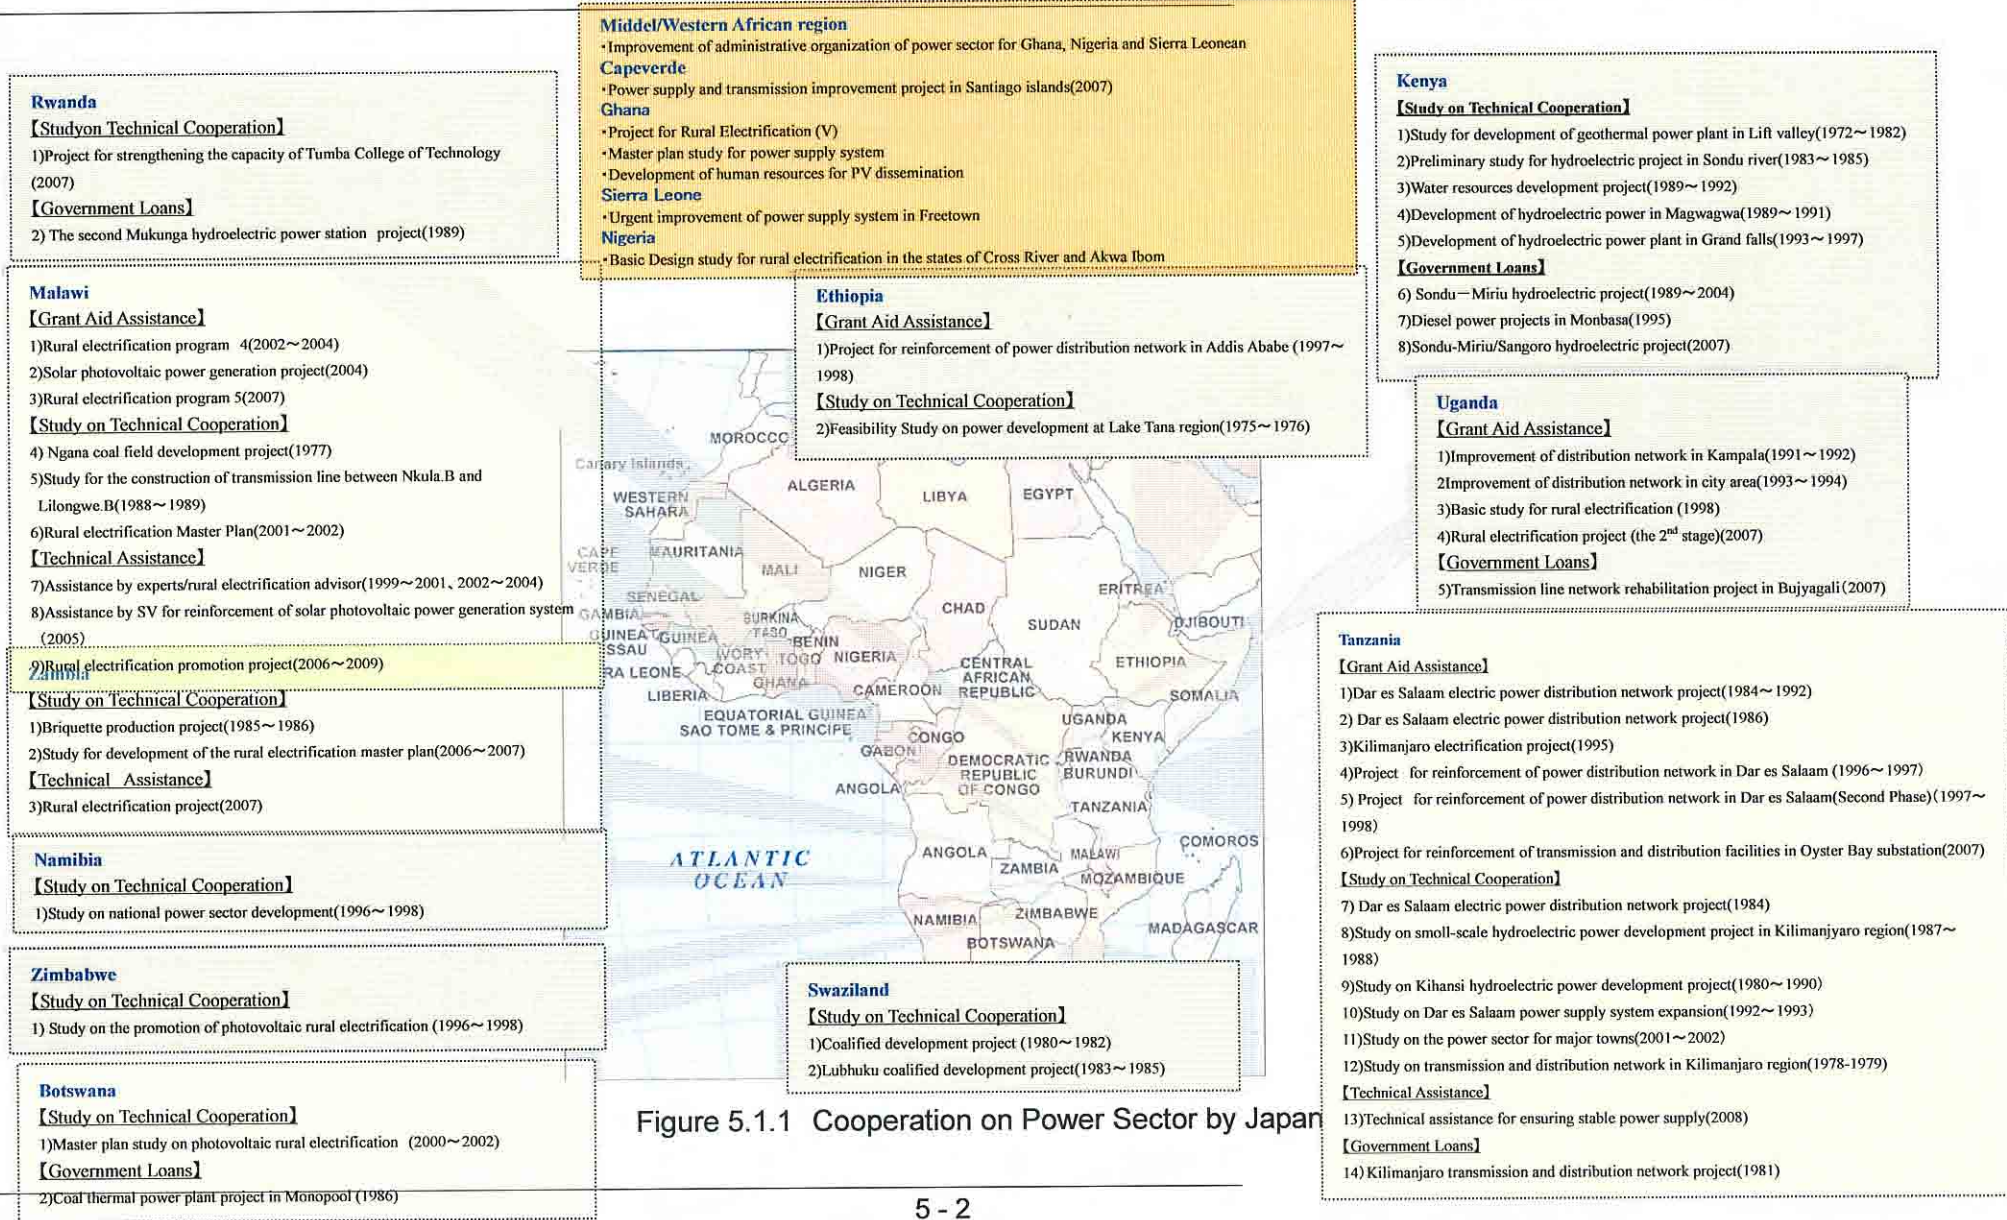 Middel/Western African region
・Improvement of administrative organization of power sector for Ghana, Nigeria and Sierra Leonean
Capeverde
・Power supply and transmission improvement project in Santiago islands(2007)
Ghana
・Project for Rural Electrification (V)
・Master plan study for power supply system
・Development of human resources for PV dissemination
Sierra Leone
・Urgent improvement of power supply system in Freetown
Nigeria
・Basic Design study for rural electrification in the states of Cross River and Akwa Ibom
Rwanda
【Studyon Technical Cooperation】
1)Project for strengthening the capacity of Tumba College of Technology
(2007)
【Government Loans】
2) The second Mukunga hydroelectric power station project(1989)
Malawi
【Grant Aid Assistance】
1)Rural electrification program 4(2002～2004)
2)Solar photovoltaic power generation project(2004)
3)Rural electrification program 5(2007)
【Study on Technical Cooperation】
4) Ngana coal field development project(1977)
5)Study for the construction of transmission line between Nkula.B and
Lilongwe.B(1988～1989)
6)Rural electrification Master Plan(2001～2002)
【Technical Assistance】
7)Assistance by experts/rural electrification advisor(1999～2001、2002～2004)
8)Assistance by SV for reinforcement of solar photovoltaic power generation system
(2005)
9)Rural electrification promotion project(2006～2009)
Zambia
【Study on Technical Cooperation】
1)Briquette production project(1985～1986)
2)Study for development of the rural electrification master plan(2006～2007)
【Technical Assistance】
3)Rural electrification project(2007)
Namibia
【Study on Technical Cooperation】
1)Study on national power sector development(1996～1998)
Zimbabwe
【Study on Technical Cooperation】
1) Study on the promotion of photovoltaic rural electrification (1996～1998)
Botswana
【Study on Technical Cooperation】
1)Master plan study on photovoltaic rural electrification (2000～2002)
【Government Loans】
2)Coal thermal power plant project in Monopool (1986)
Ethiopia
【Grant Aid Assistance】
1)Project for reinforcement of power distribution network in Addis Ababe (1997～
1998)
【Study on Technical Cooperation】
2)Feasibility Study on power development at Lake Tana region(1975～1976)
MOROCCO
Canary Islands
ALGERIA
LIBYA
EGYPT
WESTERN
SAHARA
CAPE
VERDE
MAURITANIA
MALI
NIGER
CHAD
SUDAN
ERITREA
SENEGAL
GAMBIA
GUINEA
SSAU
GUINEA
BURKINA
FASO
BENIN
DJIBOUTI
RA LEONE
IVORY
COAST
TOGO
GHANA
NIGERIA
CENTRAL
AFRICAN
REPUBLIC
ETHIOPIA
LIBERIA
CAMEROON
SOMALIA
EQUATORIAL GUINEA
SAO TOME & PRINCIPE
UGANDA
KENYA
GABON
CONGO
DEMOCRATIC
REPUBLIC
OF CONGO
RWANDA
BURUNDI
ANGOLA
TANZANIA
ATLANTIC
OCEAN
ANGOLA
ZAMBIA
MALAWI
MOZAMBIQUE
COMOROS
NAMIBIA
ZIMBABWE
BOTSWANA
MADAGASCAR
Swaziland
【Study on Technical Cooperation】
1)Coalified development project (1980～1982)
2)Lubhuku coalified development project(1983～1985)
Kenya
【Study on Technical Cooperation】
1)Study for development of geothermal power plant in Lift valley(1972～1982)
2)Preliminary study for hydroelectric project in Sondu river(1983～1985)
3)Water resources development project(1989～1992)
4)Development of hydroelectric power in Magwagwa(1989～1991)
5)Development of hydroelectric power plant in Grand falls(1993～1997)
【Government Loans】
6) Sondu－Miriu hydroelectric project(1989～2004)
7)Diesel power projects in Monbasa(1995)
8)Sondu-Miriu/Sangoro hydroelectric project(2007)
Uganda
【Grant Aid Assistance】
1)Improvement of distribution network in Kampala(1991～1992)
2Improvement of distribution network in city area(1993～1994)
3)Basic study for rural electrification (1998)
4)Rural electrification project (the 2nd stage)(2007)
【Government Loans】
5)Transmission line network rehabilitation project in Bujyagali(2007)
Tanzania
【Grant Aid Assistance】
1)Dar es Salaam electric power distribution network project(1984～1992)
2) Dar es Salaam electric power distribution network project(1986)
3)Kilimanjaro electrification project(1995)
4)Project for reinforcement of power distribution network in Dar es Salaam (1996～1997)
5) Project for reinforcement of power distribution network in Dar es Salaam(Second Phase)(1997～
1998)
6)Project for reinforcement of transmission and distribution facilities in Oyster Bay substation(2007)
【Study on Technical Cooperation】
7) Dar es Salaam electric power distribution network project(1984)
8)Study on smoll-scale hydroelectric power development project in Kilimanjyaro region(1987～
1988)
9)Study on Kihansi hydroelectric power development project(1980～1990)
10)Study on Dar es Salaam power supply system expansion(1992～1993)
11)Study on the power sector for major towns(2001～2002)
12)Study on transmission and distribution network in Kilimanjaro region(1978-1979)
【Technical Assistance】
13)Technical assistance for ensuring stable power supply(2008)
【Government Loans】
14) Kilimanjaro transmission and distribution network project(1981)
Figure 5.1.1 Cooperation on Power Sector by Japan
5 - 2